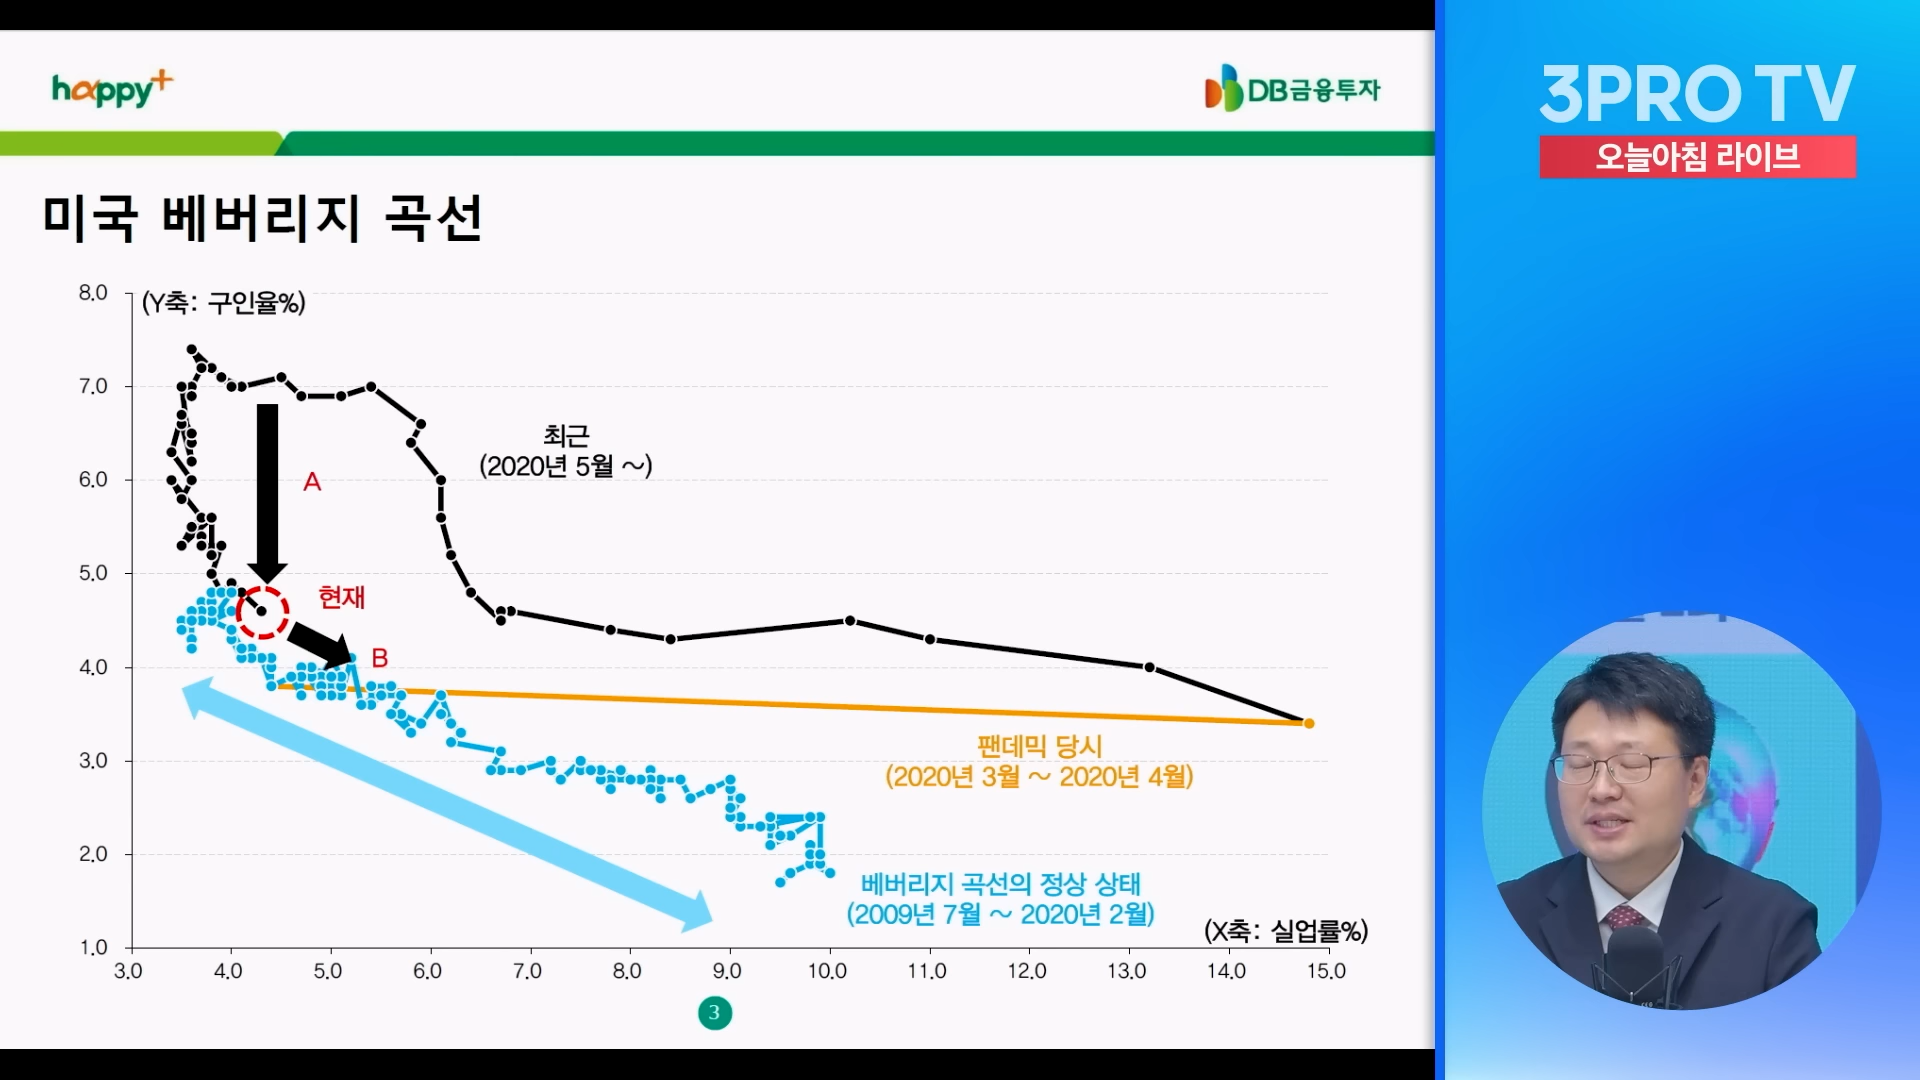 happy+
DB금융투자
3PRO TV
오늘아침 라이브
미국 베버리지 곡선
(Y축: 구인율%)
8.0
7.0
6.0
5.0
4.0
3.0
2.0
1.0
최근
(2020년 5월 ~)
A
현재
B
팬데믹 당시
(2020년 3월 ~ 2020년 4월)
베버리지 곡선의 정상 상태
(2009년 7월 ~ 2020년 2월)
(X축: 실업률%)
3.0 4.0 5.0 6.0 7.0 8.0 9.0 10.0 11.0 12.0 13.0 14.0 15.0
3